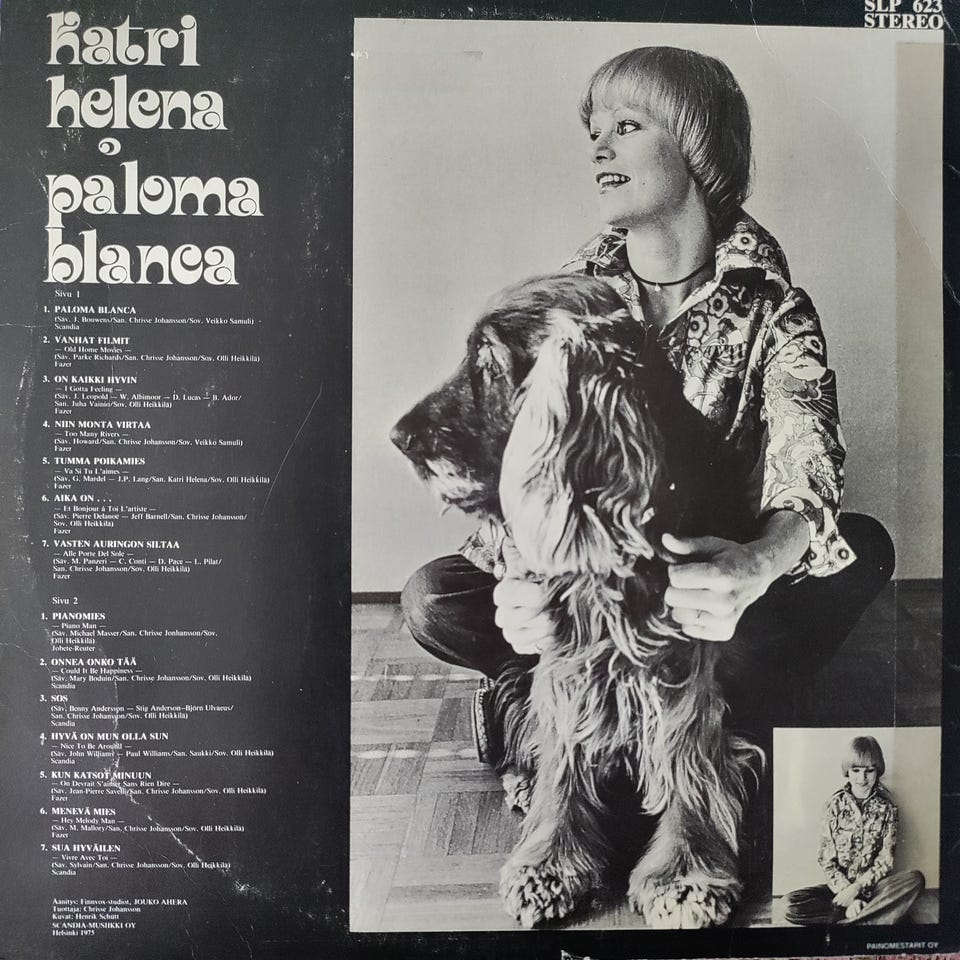 SLP 623
STEREO
katri
helena
paloma
blanca
Sivu 1
1. PALOMA BLANCA
(Säv. J. Bouwens/San. Chrisse Johansson/Sov. Veikko Samuli)
Scandia
2. VANHAT FILMIT
— Old Home Movies —
(Säv. Parke Richards/San. Chrisse Johansson/Sov. Olli Heikkilä)
Fazer
3. ON KAIKKI HYVIN
— I Gotta Feeling —
(Säv. J. Leopold — W. Albimoor — D. Lucas — B. Ador/
San. Juha Vainio/Sov. Olli Heikkilä)
Fazer
4. NIIN MONTA VIRTAA
— Too Many Rivers —
(Säv. Howard/San. Chrisse Johansson/Sov. Veikko Samuli)
Fazer
5. TUMMA POIKAMIES
— Va Si Tu L'aimes —
(Säv. G. Mardel — J.P. Lang/San. Katri Helena/Sov. Olli Heikkilä)
Fazer
6. AIKA ON . . .
— Et Bonjour á Toi L'artiste —
(Säv. Pierre Delanoe — Jeff Barnell/San. Chrisse Johansson/
Sov. Olli Heikkilä)
Fazer
7. VASTEN AURINGON SILTAA
— Alle Porte Del Sole —
(Säv. M. Panzeri — C. Conti — D. Pace — L. Pilat/
San. Chrisse Johansson/Sov. Olli Heikkilä)
Fazer
Sivu 2
1. PIANOMIES
— Piano Man —
(Säv. Michael Masser/San. Chrisse Jonhansson/Sov.
Olli Heikkilä)
Jobete-Reuter
2. ONNEA ONKO TÄÄ
— Could It Be Happiness —
(Säv. Mary Boduin/San. Chrisse Johansson/Sov. Olli Heikkilä)
Scandia
3. SOS
(Säv. Benny Andersson — Stig Anderson–Björn Ulvaeus/
San. Chrisse Johansson/Sov. Olli Heikkilä)
Scandia
4. HYVÄ ON MUN OLLA SUN
— Nice To Be Around —
(Säv. John Williams — Paul Williams/San. Saukki/Sov. Olli Heikkilä)
Scandia
5. KUN KATSOT MINUUN
— On Devrait S'aimer Sans Rien Dire —
(Säv. Jean-Pierre Savelli/San. Chrisse Johansson/Sov. Olli Heikkilä)
Fazer
6. MENEVÄ MIES
— Hey Melody Man —
(Säv. M. Mallory/San. Chrisse Johansson/Sov. Olli Heikkilä)
Fazer
7. SUA HYVÄILEN
— Vivre Avec Toi —
(Säv. Sylvain/San. Chrisse Johansson/Sov. Olli Heikkilä)
Scandia
Äänitys: Finnvox-studiot, JOUKO AHERA
Tuottaja: Chrisse Johansson
Kuvat: Henrik Schütt
SCANDIA-MUSIIKKI OY
Helsinki 1975
PAINOMESTARIT OY